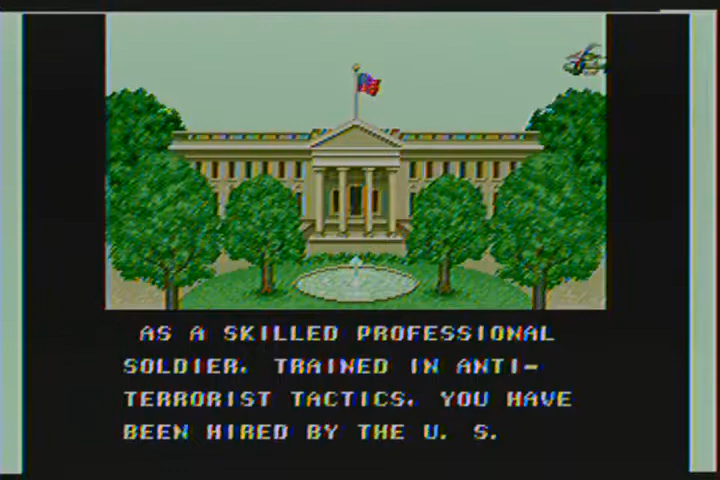 AS A SKILLED PROFESSIONAL
SOLDIER, TRAINED IN ANTI-
TERRORIST TACTICS, YOU HAVE
BEEN HIRED BY THE U. S.